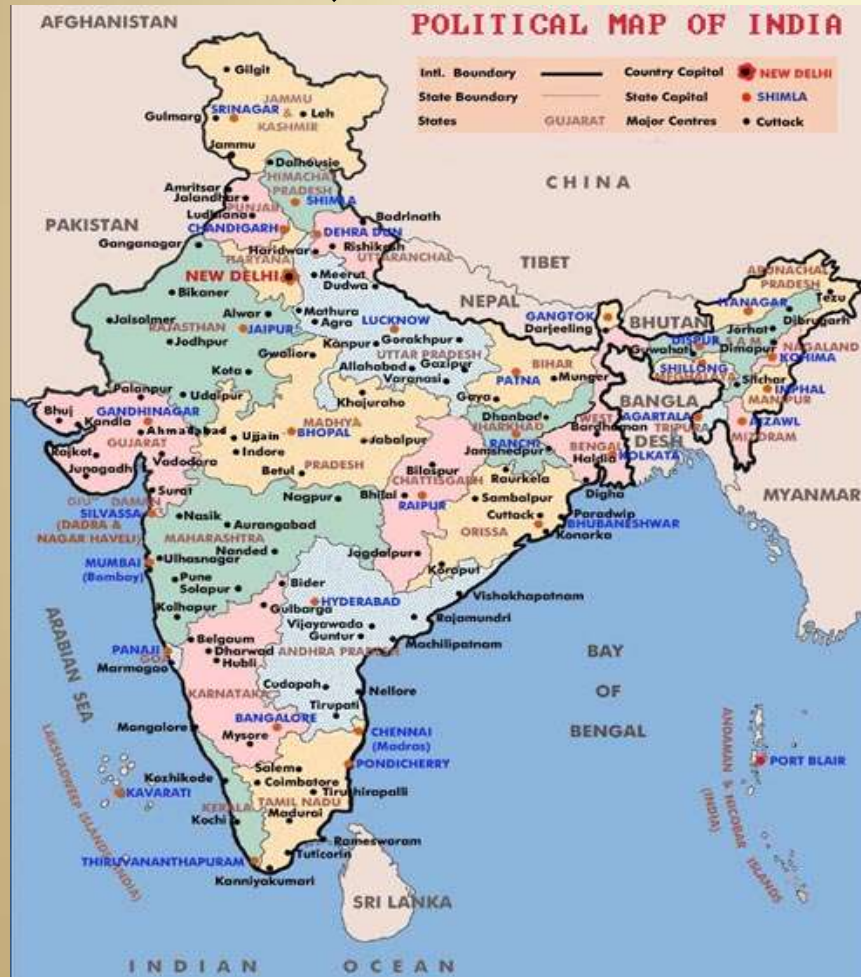 AFGHANISTAN
POLITICAL MAP OF INDIA
Intl. Boundary Country Capital NEW DELHI
State Boundary State Capital SHIMLA
States GUJARAT Major Centres Cuttack
Gilgit
JAMMU
&
KASHMIR
SRINAGAR
Leh
Gulmarg
Jammu
Dalhousie
HIMACHAL
PRADESH
CHINA
Amritsar
Jalandhar
PUNJAB
SHIMLA
Ludhiana
PAKISTAN
CHANDIGARH
DEHRA DUN
Badrinath
Ganganagar
Haridwar
Rishikesh
UTTARANCHAL
HARYANA
TIBET
NEW DELHI
Meerut
Dudwa
ARUNACHAL
PRADESH
Tezu
Bikaner
NEPAL
GANGTOK
ITANAGAR
Jaisalmer
Alwar
Mathura
Agra
LUCKNOW
Darjeeling
BHUTAN
Dibrugarh
RAJASTHAN
JAIPUR
Jorhat
Jodhpur
Kanpur
Gorakhpur
DISPUR
Guwahat
Dimapur
NAGALAND
KOHIMA
Gwalior
UTTAR PRADESH
BIHAR
SHILLONG
MEGHALAYA
Kota
Allahabad
Gazipur
Varanasi
PATNA
Munger
Silchar
IMPHAL
MANIPUR
Palanpur
Udaipur
Khajuraho
Gaya
BANGLA
DESH
Bhuj
Kandla
GANDHINAGAR
MADHYA
PRADESH
Dhanbad
WEST
BENGAL
AGARTALA
TRIPURA
AIZAWL
MIZORAM
Ahmadabad
Ujjain
BHOPAL
JHARKHAD
RANCHI
Bardhaman
GUJARAT
Indore
Jabalpur
Jamshedpur
Haldia
KOLKATA
Rajkot
Vadodara
Bilaspur
Junagadh
Betul
CHATTISGARH
Raurkela
Digha
MYANMAR
Surat
Nagpur
Bhilai
RAIPUR
Sambalpur
DAMAN
SILVASSA
(DADRA &
NAGAR HAVELI)
Nasik
Aurangabad
Cuttack
Paradwip
BHUBANESHWAR
ORISSA
Konarka
MAHARASHTRA
Nanded
Jagdalpur
Koraput
MUMBAI
(Bombay)
Ulhasnagar
Pune
Solapur
Bider
Vishakhapatnam
Kolhapur
Gulbarga
HYDERABAD
Rajamundri
Vijayawada
Guntur
Machilipatnam
ARABIAN SEA
Belgaum
PANAJI
GOA
Dharwad
Hubli
ANDHRA PRADESH
BAY
OF
BENGAL
Marmagao
KARNATAKA
Cudapah
Nellore
Tirupati
Mangalore
BANGALORE
CHENNAI
(Madras)
Mysore
PONDICHERRY
PORT BLAIR
ANDAMAN & NICOBAR ISLANDS
(INDIA)
LAKSHADWEEP ISLANDS (INDIA)
KAVARATI
Kozhikode
Salem
Coimbatore
Tiruchirapalli
KERALA
TAMIL NADU
Kochi
Madurai
Rameswaram
THIRUVANANTHAPURAM
Tuticorin
Kanniyakumari
SRI LANKA
INDIAN OCEAN